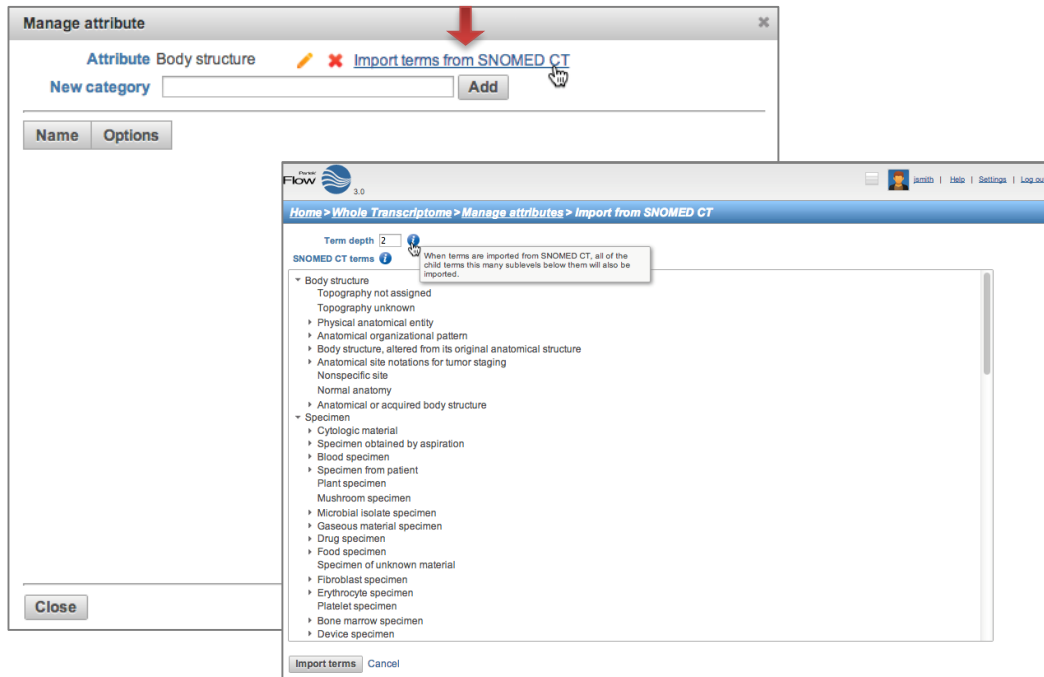 Manage attribute
Attribute Body structure Import terms from SNOMED CT
New category Add
Name Options
Close
Partek
Flow 3.0
jsmith | Help | Settings | Log ou
Home > Whole Transcriptome > Manage attributes > Import from SNOMED CT
Term depth 2
When terms are imported from SNOMED CT, all of the
child terms this many sublevels below them will also be
imported.
SNOMED CT terms
Body structure
Topography not assigned
Topography unknown
Physical anatomical entity
Anatomical organizational pattern
Body structure, altered from its original anatomical structure
Anatomical site notations for tumor staging
Nonspecific site
Normal anatomy
Anatomical or acquired body structure
Specimen
Cytologic material
Specimen obtained by aspiration
Blood specimen
Specimen from patient
Plant specimen
Mushroom specimen
Microbial isolate specimen
Gaseous material specimen
Drug specimen
Food specimen
Specimen of unknown material
Fibroblast specimen
Erythrocyte specimen
Platelet specimen
Bone marrow specimen
Device specimen
Import terms Cancel